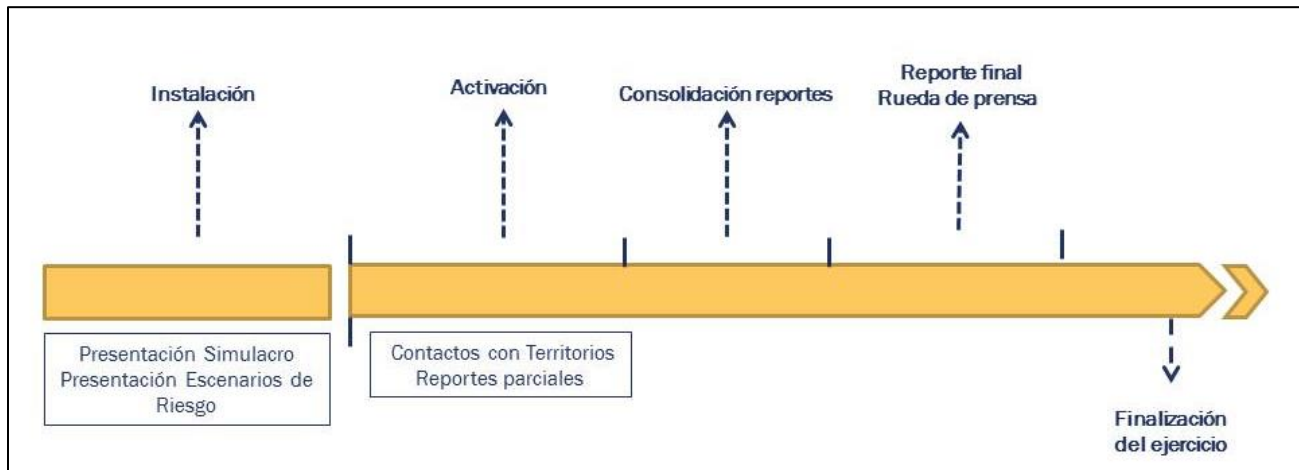 Instalación
Activación
Consolidación reportes
Reporte final
Rueda de prensa
Presentación Simulacro
Presentación Escenarios de
Riesgo
Contactos con Territorios
Reportes parciales
Finalización
del ejercicio